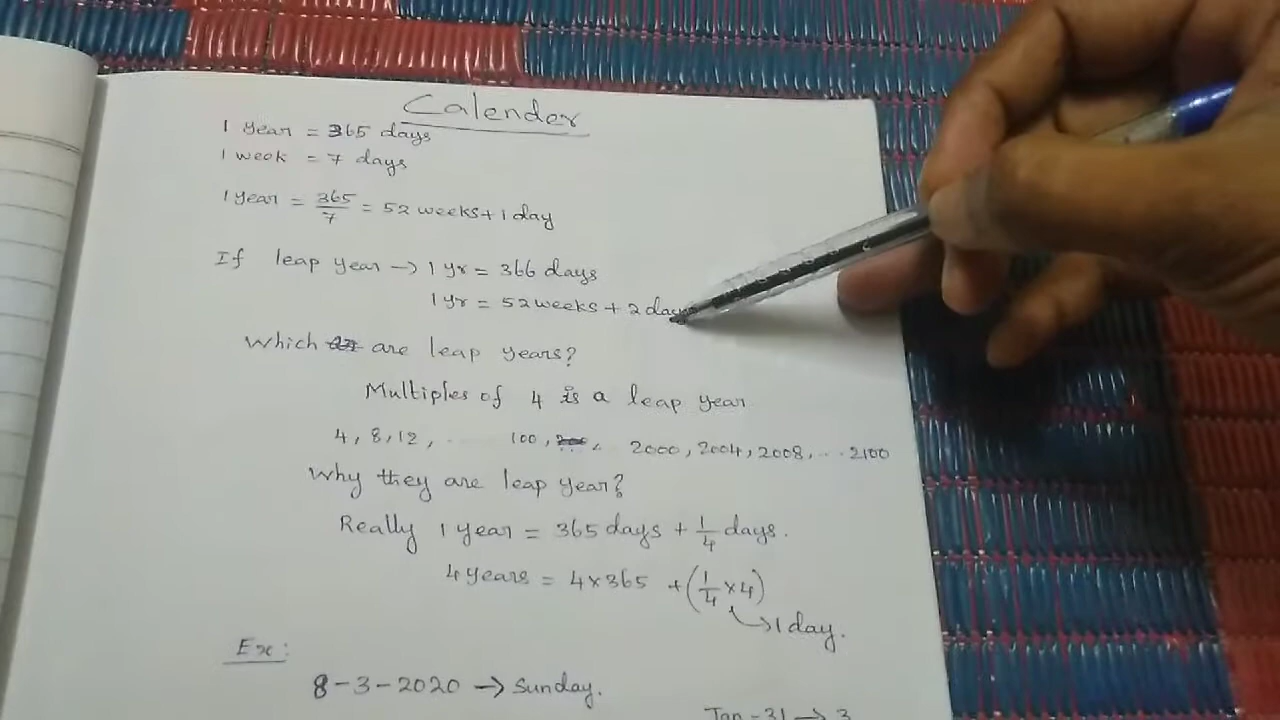 Calender
1 Year = 365 days
1 week = 7 days
1 Year = 365/7 = 52 weeks + 1 day
If leap year → 1 yr = 366 days
1 yr = 52 weeks + 2 days
Which are leap years?
Multiples of 4 is a leap year
4, 8, 12, ...... 100, , 2000, 2004, 2008, ... 2100
Why they are leap year?
Really 1 year = 365 days + 1/4 days.
4 years = 4 x 365 + (1/4 x 4)
→ 1 day.
Ex:
8-3-2020 → Sunday.
Jan - 31 → 3